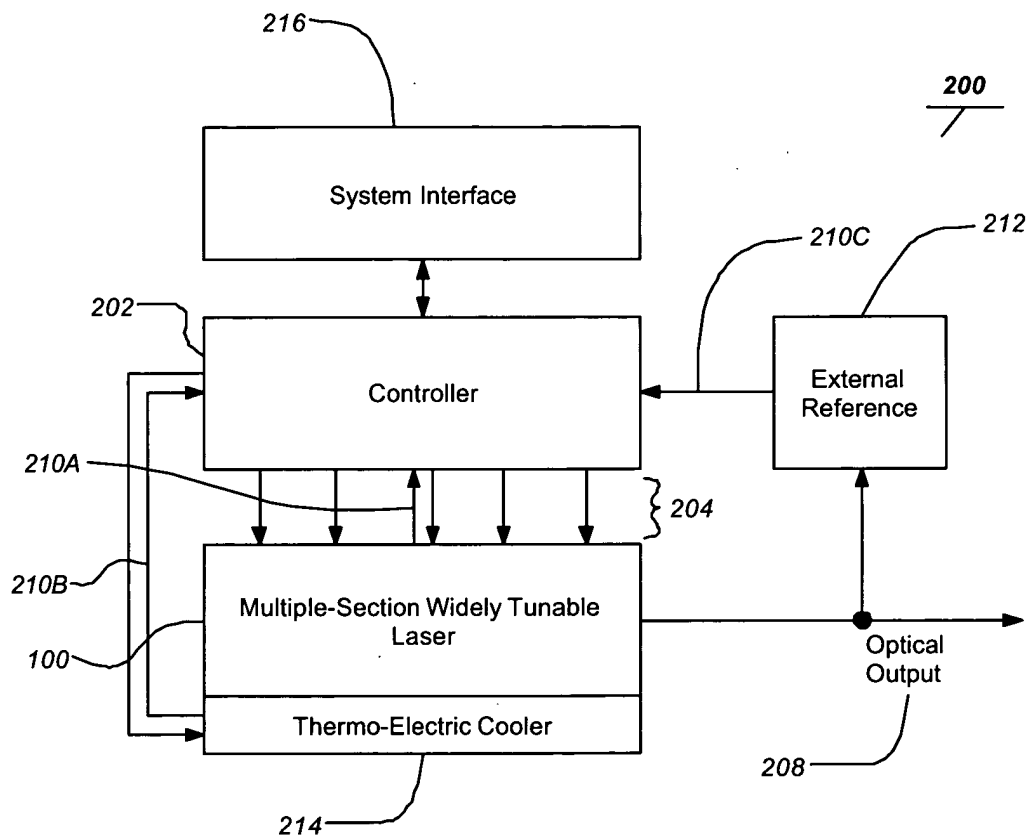 216
200
System Interface
210C
212
202
Controller
External
Reference
210A
204
210B
Multiple-Section Widely Tunable
Laser
100
Optical
Output
Thermo-Electric Cooler
208
214